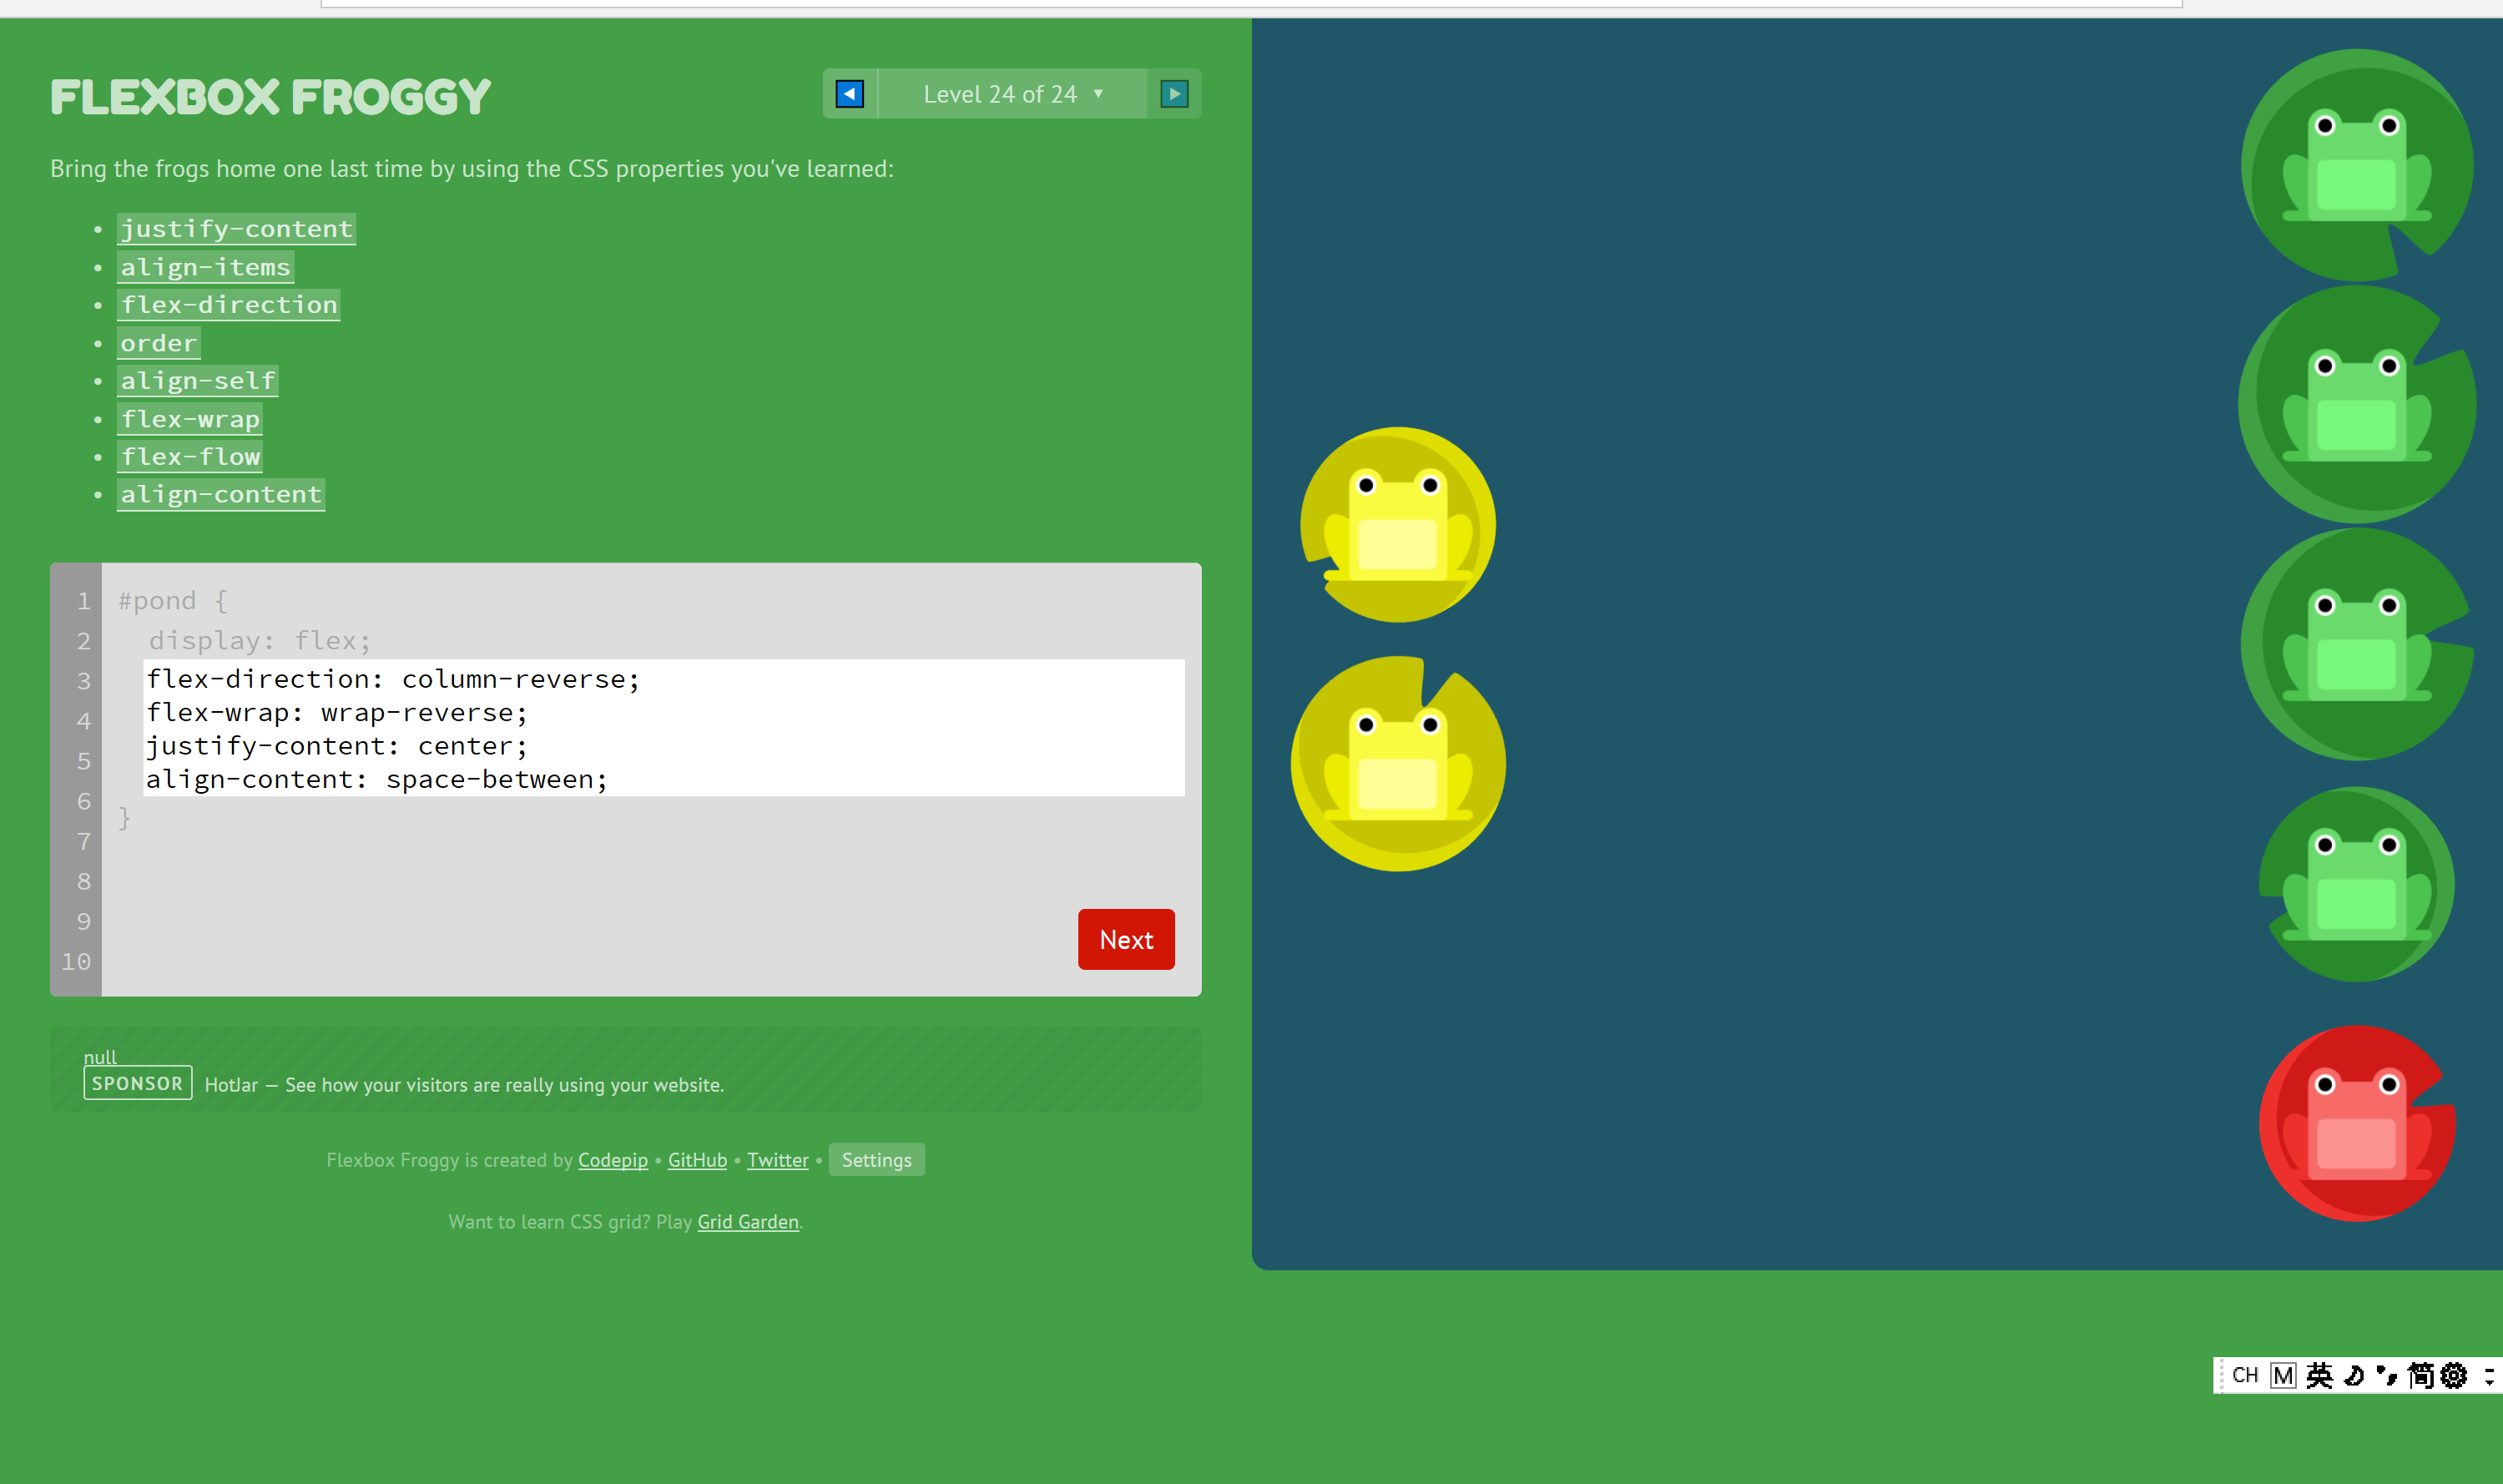 FLEXBOX FROGGY
Level 24 of 24 ▼
Bring the frogs home one last time by using the CSS properties you've learned:
• justify-content
• align-items
• flex-direction
• order
• align-self
• flex-wrap
• flex-flow
• align-content
1 #pond {
2 display: flex;
3 flex-direction: column-reverse;
4 flex-wrap: wrap-reverse;
5 justify-content: center;
6 align-content: space-between;
}
7
8
9
10
Next
null
SPONSOR HotJar — See how your visitors are really using your website.
Flexbox Froggy is created by Codepip • GitHub • Twitter • Settings
Want to learn CSS grid? Play Grid Garden.
CH M 英 简